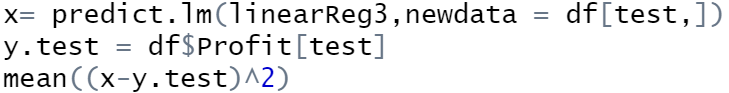 x= predict.lm(linearReg3,newdata = df[test,])
y.test = df$Profit[test]
mean((x-y.test)^2)